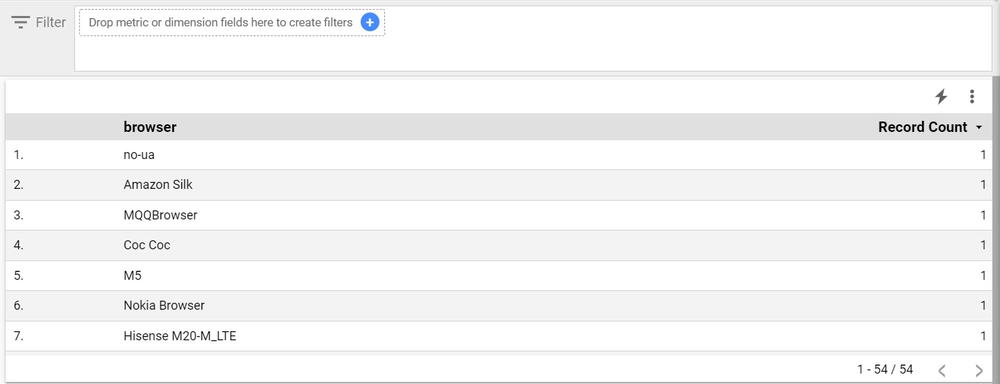 Filter
Drop metric or dimension fields here to create filters
browser Record Count
1. no-ua 1
2. Amazon Silk 1
3. MQQBrowser 1
4. Coc Coc 1
5. M5 1
6. Nokia Browser 1
7. Hisense M20-M_LTE 1
1 - 54 / 54